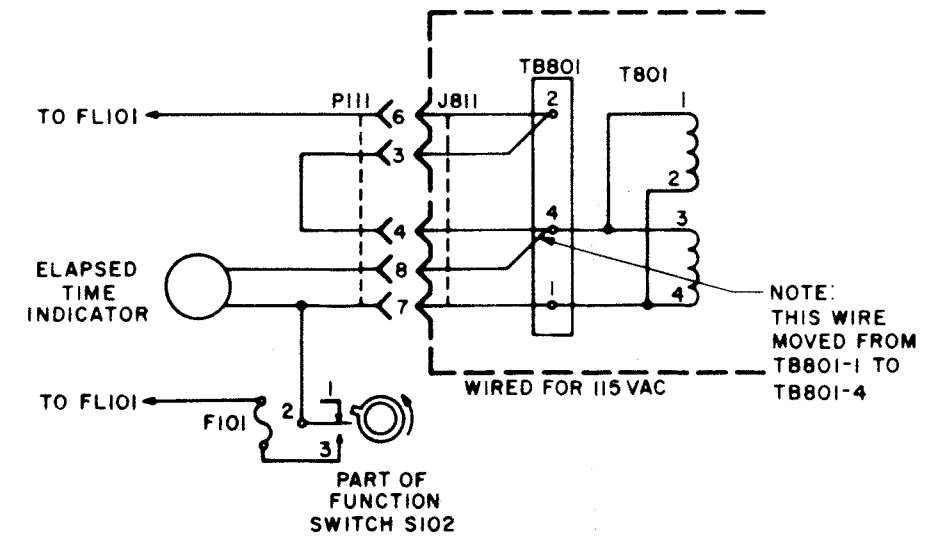 TB801
T801
P111
J811
1
TO FL101
6
2
3
2
4
4
3
ELAPSED
TIME
INDICATOR
8
7
1
4
NOTE:
THIS WIRE
MOVED FROM
TB801-1 TO
TB801-4
WIRED FOR 115 VAC
TO FL101
F101
2
1
3
PART OF
FUNCTION
SWITCH S102